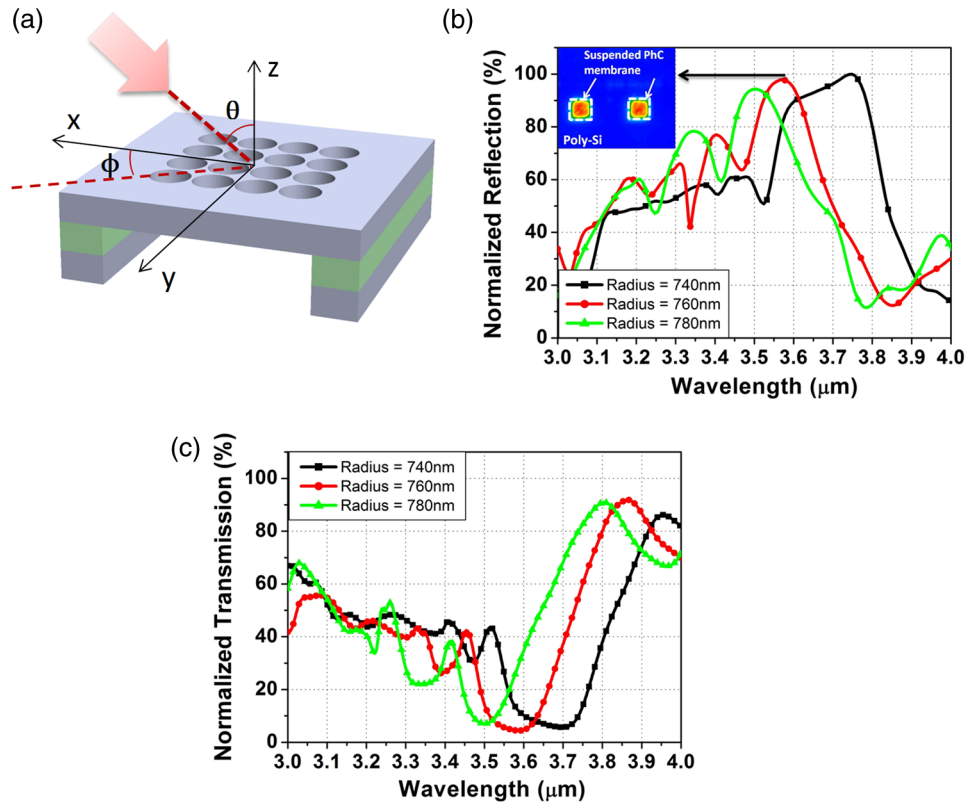 (a)
z
θ
x
ϕ
y
(b)
Normalized Reflection (%)
100
80
60
40
20
0
Suspended PhC
membrane
Poly-Si
Radius = 740nm
Radius = 760nm
Radius = 780nm
3.0 3.1 3.2 3.3 3.4 3.5 3.6 3.7 3.8 3.9 4.0
Wavelength (μm)
(c)
Normalized Transmission (%)
100
80
60
40
20
0
Radius = 740nm
Radius = 760nm
Radius = 780nm
3.0 3.1 3.2 3.3 3.4 3.5 3.6 3.7 3.8 3.9 4.0
Wavelength (μm)